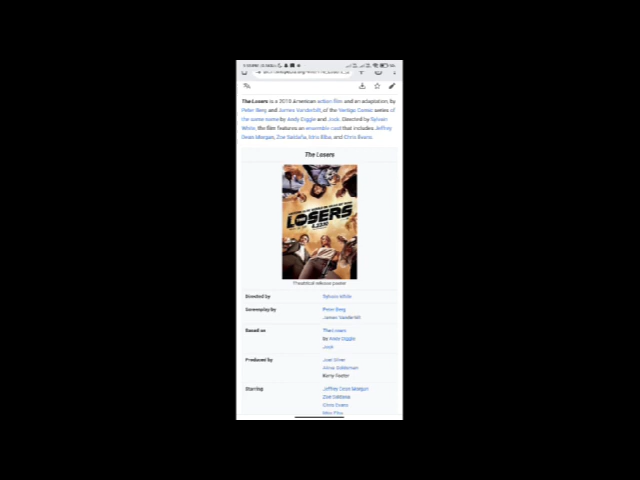 The Losers is a 2010 American action film and an adaptation by
Peter Berg and James Vanderbilt, of the Vertigo Comic series of
the same name by Andy Diggle and Jock. Directed by Sylvain
White, the film features an ensemble cast that includes Jeffrey
Dean Morgan, Zoe Saldaña, Idris Elba, and Chris Evans.
The Losers
LOSERS
Theatrical release poster
Directed by Sylvain White
Screenplay by Peter Berg
James Vanderbilt
Based on The Losers
by Andy Diggle
Jock
Produced by Joel Silver
Akiva Goldsman
Kerry Foster
Starring Jeffrey Dean Morgan
Zoe Saldana
Chris Evans
Idris Elba